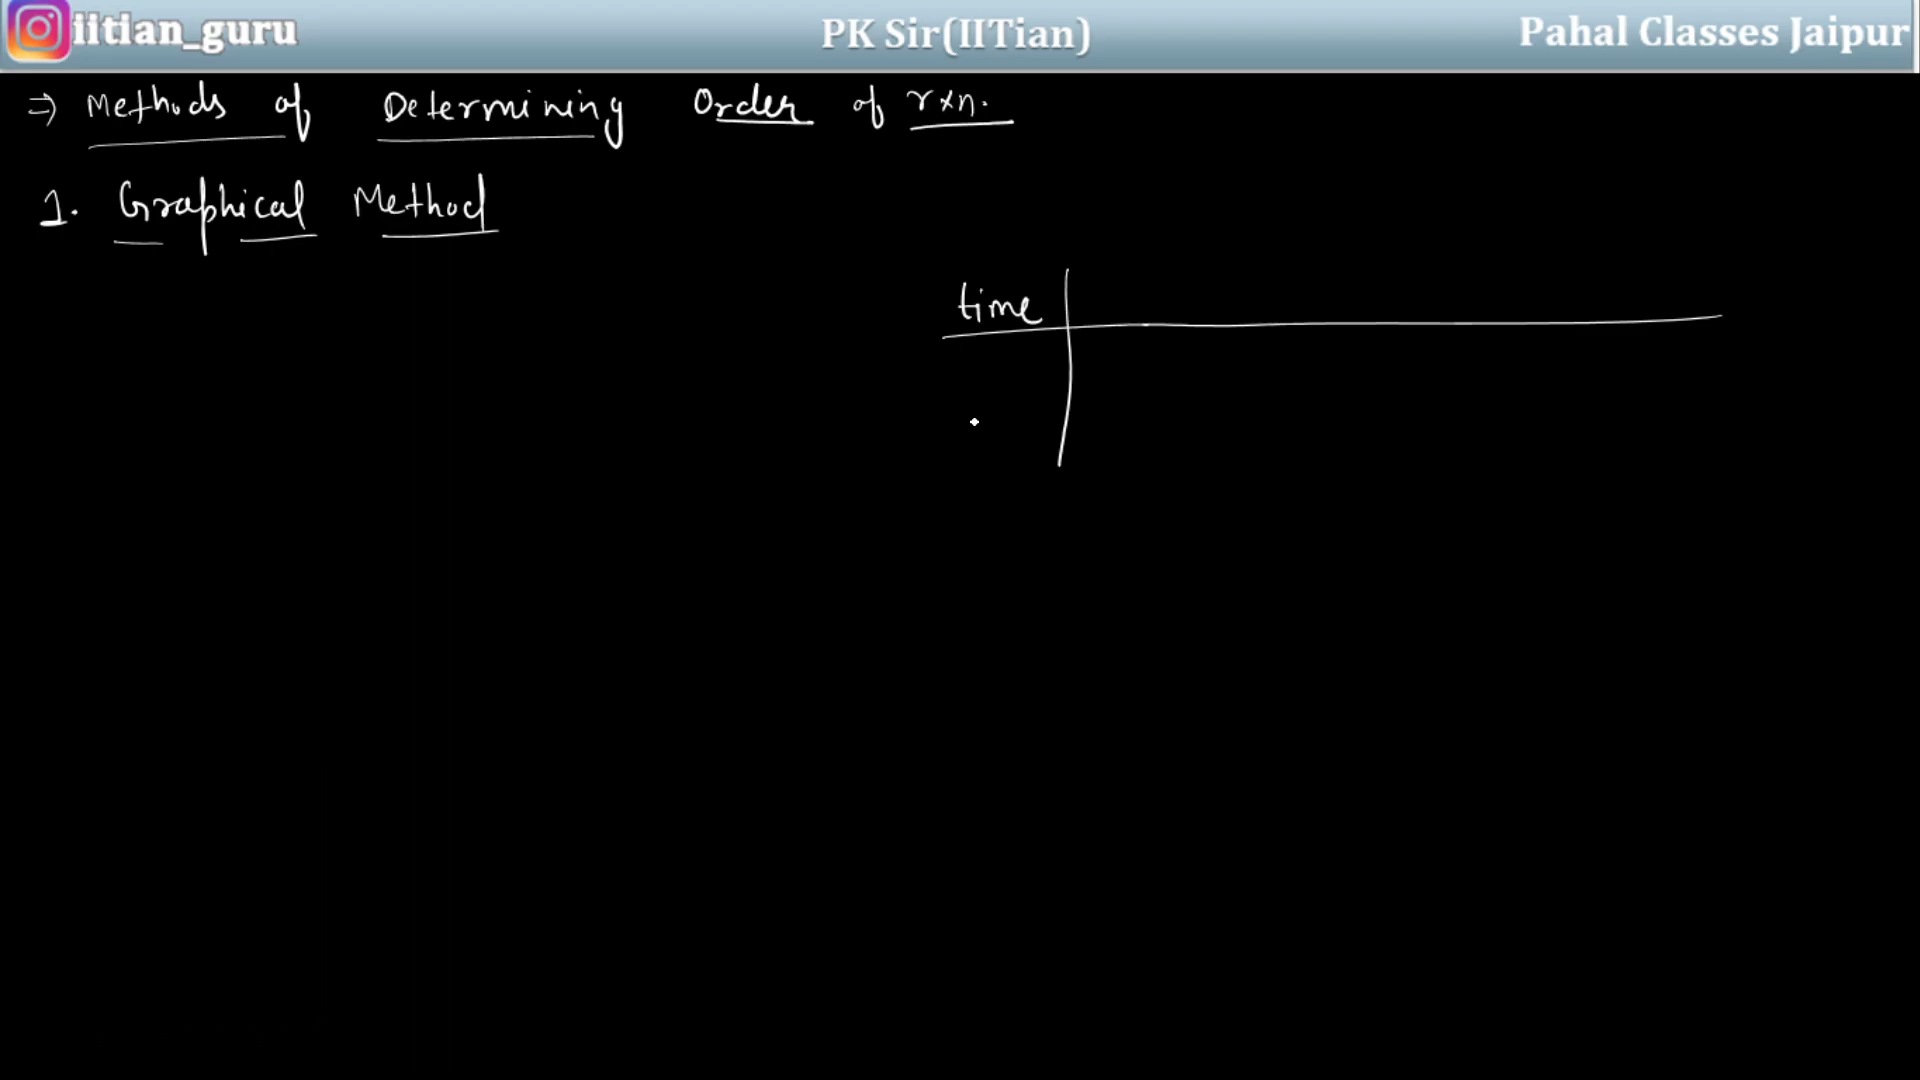 iitian_guru PK Sir(IITian) Pahal Classes Jaipur
⇒ Methods of Determining Order of rxn.
1. Graphical Method
time